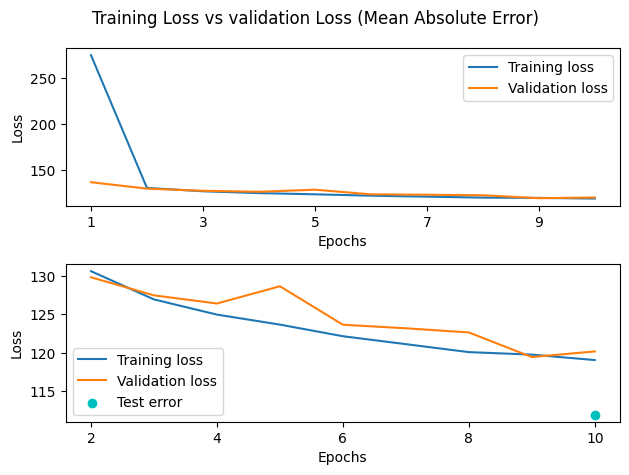 Training Loss vs validation Loss (Mean Absolute Error)
250
200
150
Loss
Training loss
Validation loss
1 3 5 7 9
Epochs
130
125
120
115
Loss
Training loss
Validation loss
Test error
2 4 6 8 10
Epochs